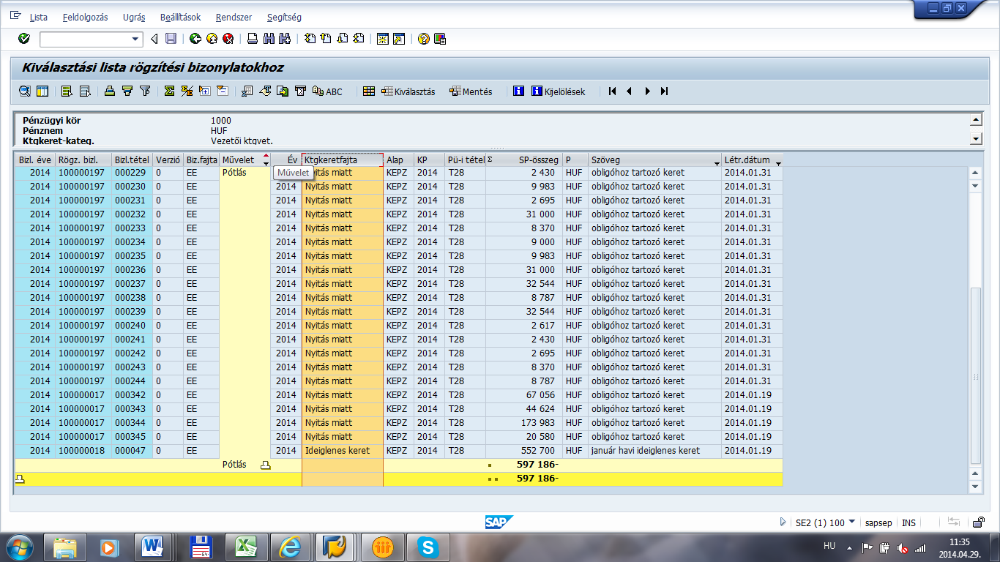 Lista Feldolgozás Ugrás Beállítások Rendszer Segítség
Kiválasztási lista rögzítési bizonylatokhoz
ABC Kiválasztás Mentés Kijelölések
Pénzügyi kör 1000
Pénznem HUF
Ktgkeret-kateg. Vezetői ktgvet.
Bizl. éve Rögz. bizl. Bizl.tétel Verzió Biz.fajta Művelet Év Ktgkeretfajta Alap KP Pü-i tétel Σ SP-összeg P Szöveg Létr.dátum
2014 100000197 000229 0 EE Pótlás Művelet itás miatt KEPZ 2014 T28 2 430 HUF obligóhoz tartozó keret 2014.01.31
2014 100000197 000230 0 EE 2014 Nyitás miatt KEPZ 2014 T28 9 983 HUF obligóhoz tartozó keret 2014.01.31
2014 100000197 000231 0 EE 2014 Nyitás miatt KEPZ 2014 T28 2 695 HUF obligóhoz tartozó keret 2014.01.31
2014 100000197 000232 0 EE 2014 Nyitás miatt KEPZ 2014 T28 31 000 HUF obligóhoz tartozó keret 2014.01.31
2014 100000197 000233 0 EE 2014 Nyitás miatt KEPZ 2014 T28 8 370 HUF obligóhoz tartozó keret 2014.01.31
2014 100000197 000234 0 EE 2014 Nyitás miatt KEPZ 2014 T28 9 000 HUF obligóhoz tartozó keret 2014.01.31
2014 100000197 000235 0 EE 2014 Nyitás miatt KEPZ 2014 T28 9 983 HUF obligóhoz tartozó keret 2014.01.31
2014 100000197 000236 0 EE 2014 Nyitás miatt KEPZ 2014 T28 31 000 HUF obligóhoz tartozó keret 2014.01.31
2014 100000197 000237 0 EE 2014 Nyitás miatt KEPZ 2014 T28 32 544 HUF obligóhoz tartozó keret 2014.01.31
2014 100000197 000238 0 EE 2014 Nyitás miatt KEPZ 2014 T28 8 787 HUF obligóhoz tartozó keret 2014.01.31
2014 100000197 000239 0 EE 2014 Nyitás miatt KEPZ 2014 T28 32 544 HUF obligóhoz tartozó keret 2014.01.31
2014 100000197 000240 0 EE 2014 Nyitás miatt KEPZ 2014 T28 2 617 HUF obligóhoz tartozó keret 2014.01.31
2014 100000197 000241 0 EE 2014 Nyitás miatt KEPZ 2014 T28 2 430 HUF obligóhoz tartozó keret 2014.01.31
2014 100000197 000242 0 EE 2014 Nyitás miatt KEPZ 2014 T28 2 695 HUF obligóhoz tartozó keret 2014.01.31
2014 100000197 000243 0 EE 2014 Nyitás miatt KEPZ 2014 T28 8 370 HUF obligóhoz tartozó keret 2014.01.31
2014 100000197 000244 0 EE 2014 Nyitás miatt KEPZ 2014 T28 8 787 HUF obligóhoz tartozó keret 2014.01.31
2014 100000017 000342 0 EE 2014 Nyitás miatt KEPZ 2014 T28 67 056 HUF obligóhoz tartozó keret 2014.01.19
2014 100000017 000343 0 EE 2014 Nyitás miatt KEPZ 2014 T28 44 624 HUF obligóhoz tartozó keret 2014.01.19
2014 100000017 000344 0 EE 2014 Nyitás miatt KEPZ 2014 T28 173 983 HUF obligóhoz tartozó keret 2014.01.19
2014 100000017 000345 0 EE 2014 Nyitás miatt KEPZ 2014 T28 20 580 HUF obligóhoz tartozó keret 2014.01.19
2014 100000018 000047 0 EE 2014 Ideiglenes keret KEPZ 2014 T28 552 700 HUF január havi ideiglenes keret 2014.01.19
Pótlás 597 186-
597 186-
SAP SE2 (1) 100 sapsep INS
HU 11:35
2014.04.29.